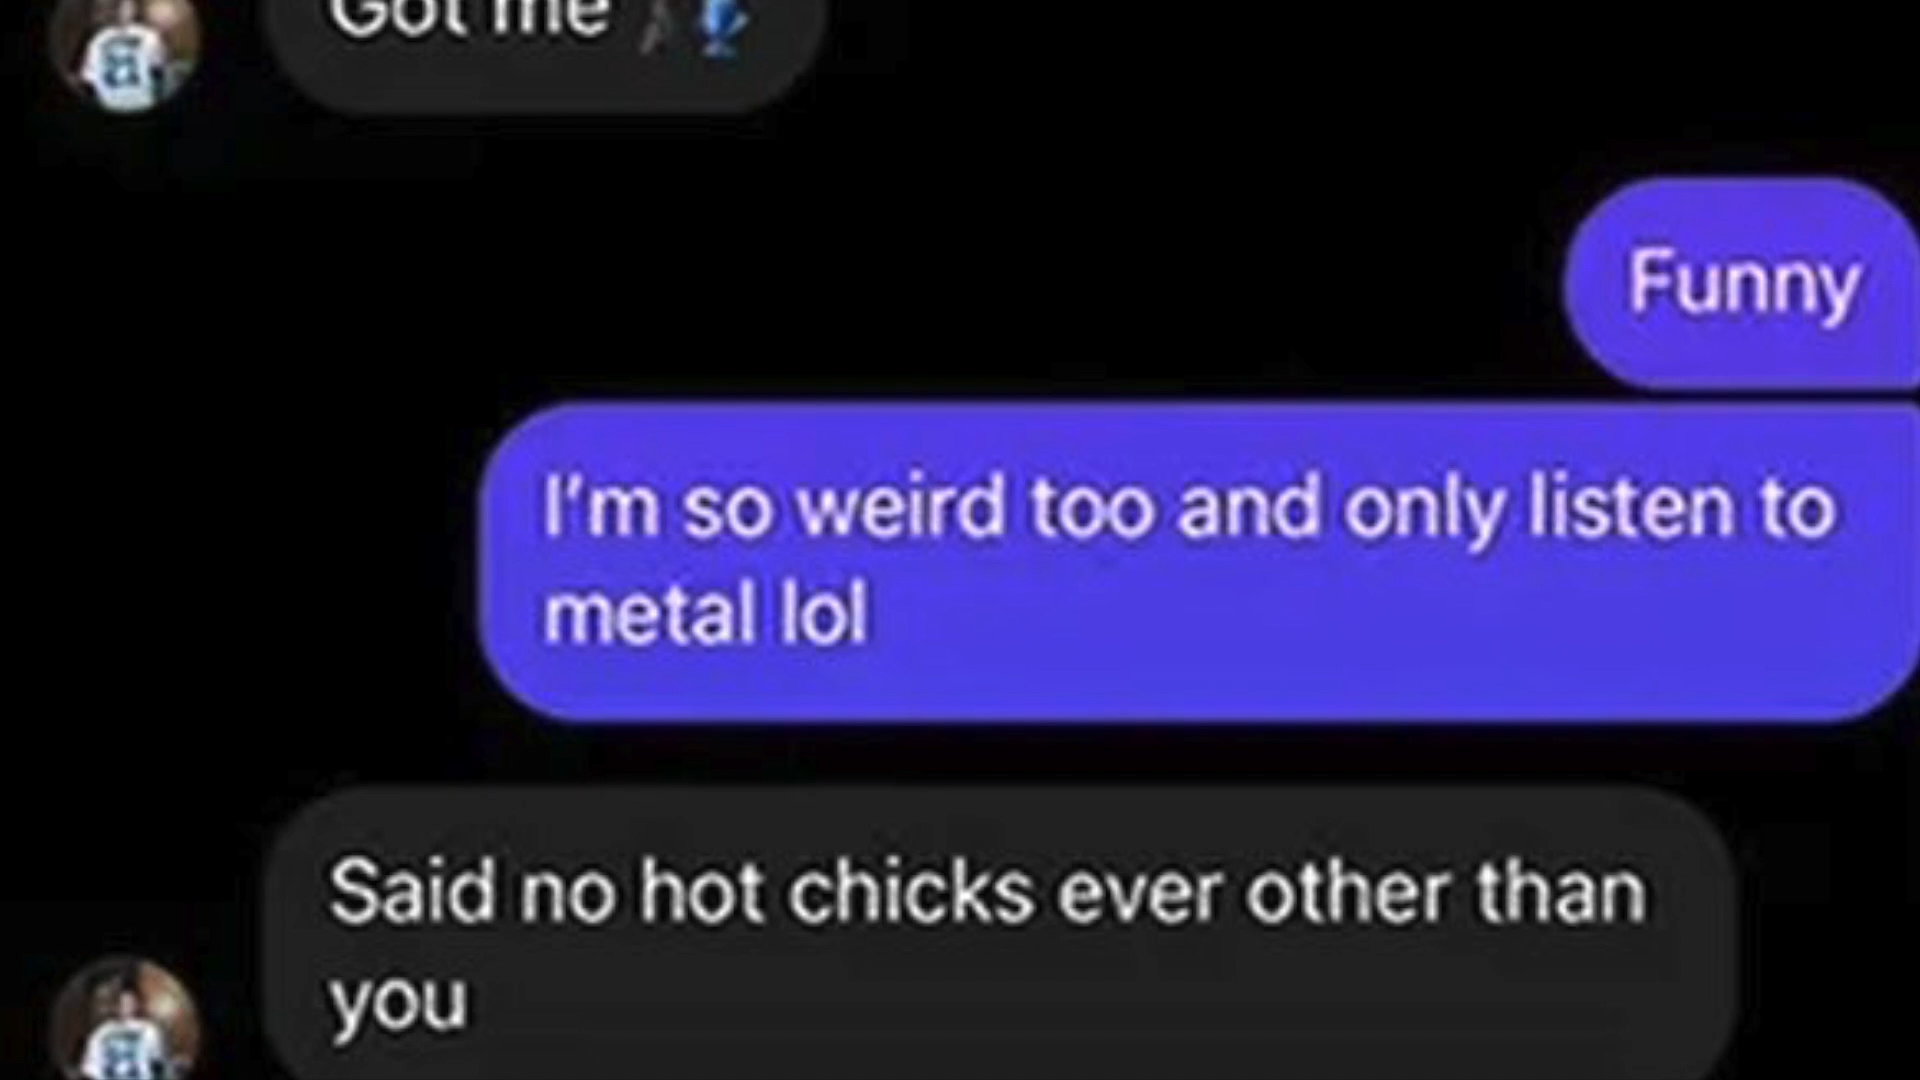 Got me
Funny
I'm so weird too and only listen to
metal lol
Said no hot chicks ever other than
you